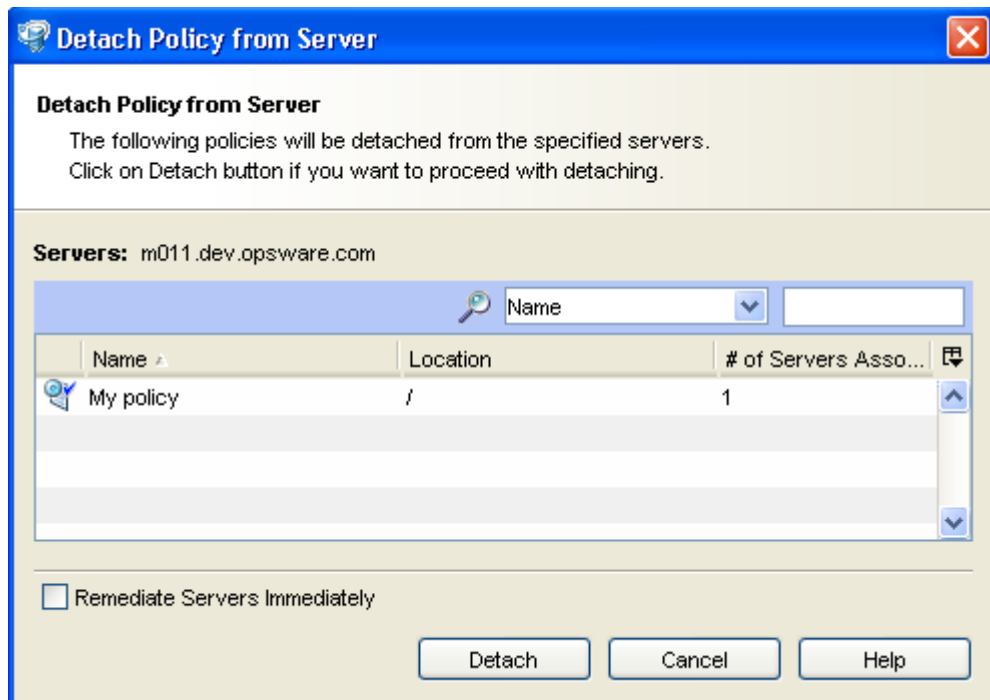 Detach Policy from Server
Detach Policy from Server
The following policies will be detached from the specified servers.
Click on Detach button if you want to proceed with detaching.
Servers: m011.dev.opsware.com
Name
Name Location # of Servers Asso...
My policy / 1
Remediate Servers Immediately
Detach Cancel Help